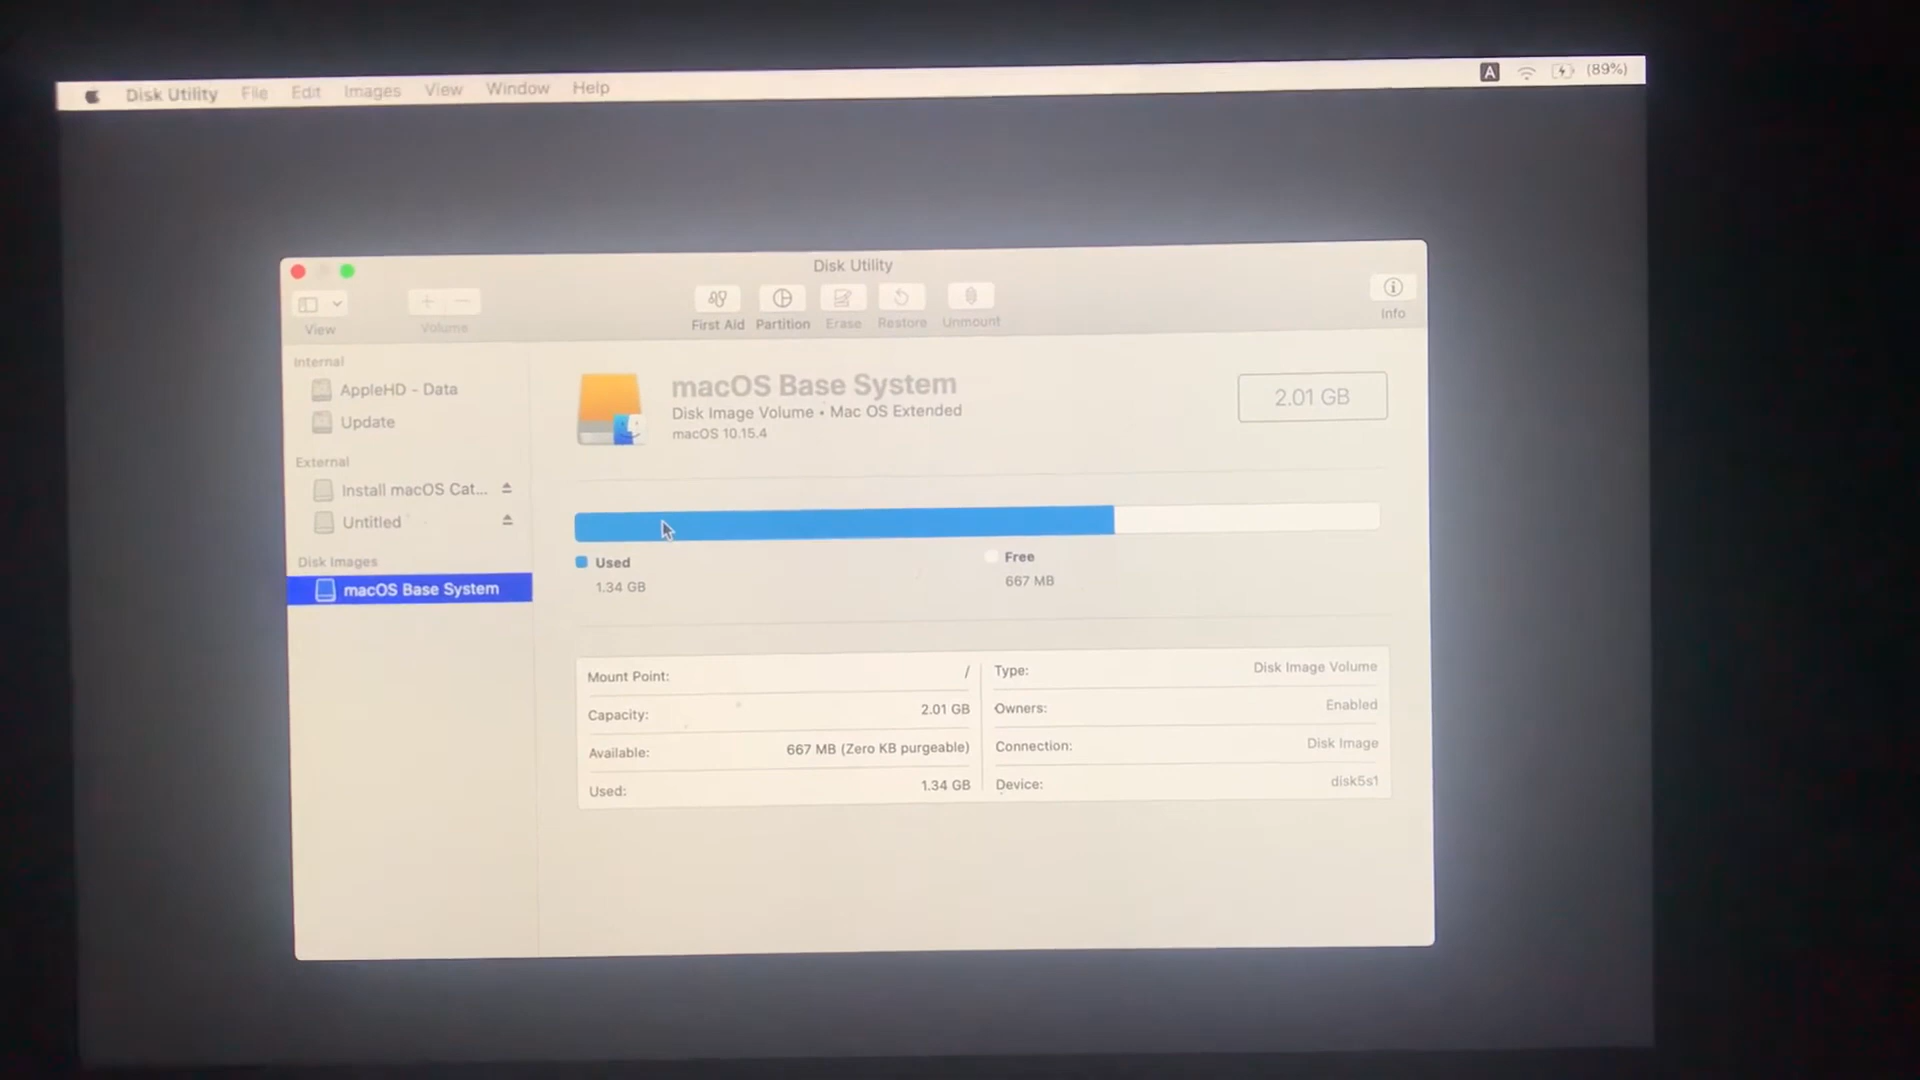 Disk Utility File Edit Images View Window Help A (89%)
Disk Utility
View Volume First Aid Partition Erase Restore Unmount Info
Internal
AppleHD - Data
Update
External
Install macOS Cat...
Untitled
Disk Images
macOS Base System
macOS Base System
Disk Image Volume • Mac OS Extended
macOS 10.15.4
2.01 GB
Used
1.34 GB
Free
667 MB
Mount Point: /
Capacity: 2.01 GB
Available: 667 MB (Zero KB purgeable)
Used: 1.34 GB
Type: Disk Image Volume
Owners: Enabled
Connection: Disk Image
Device: disk5s1